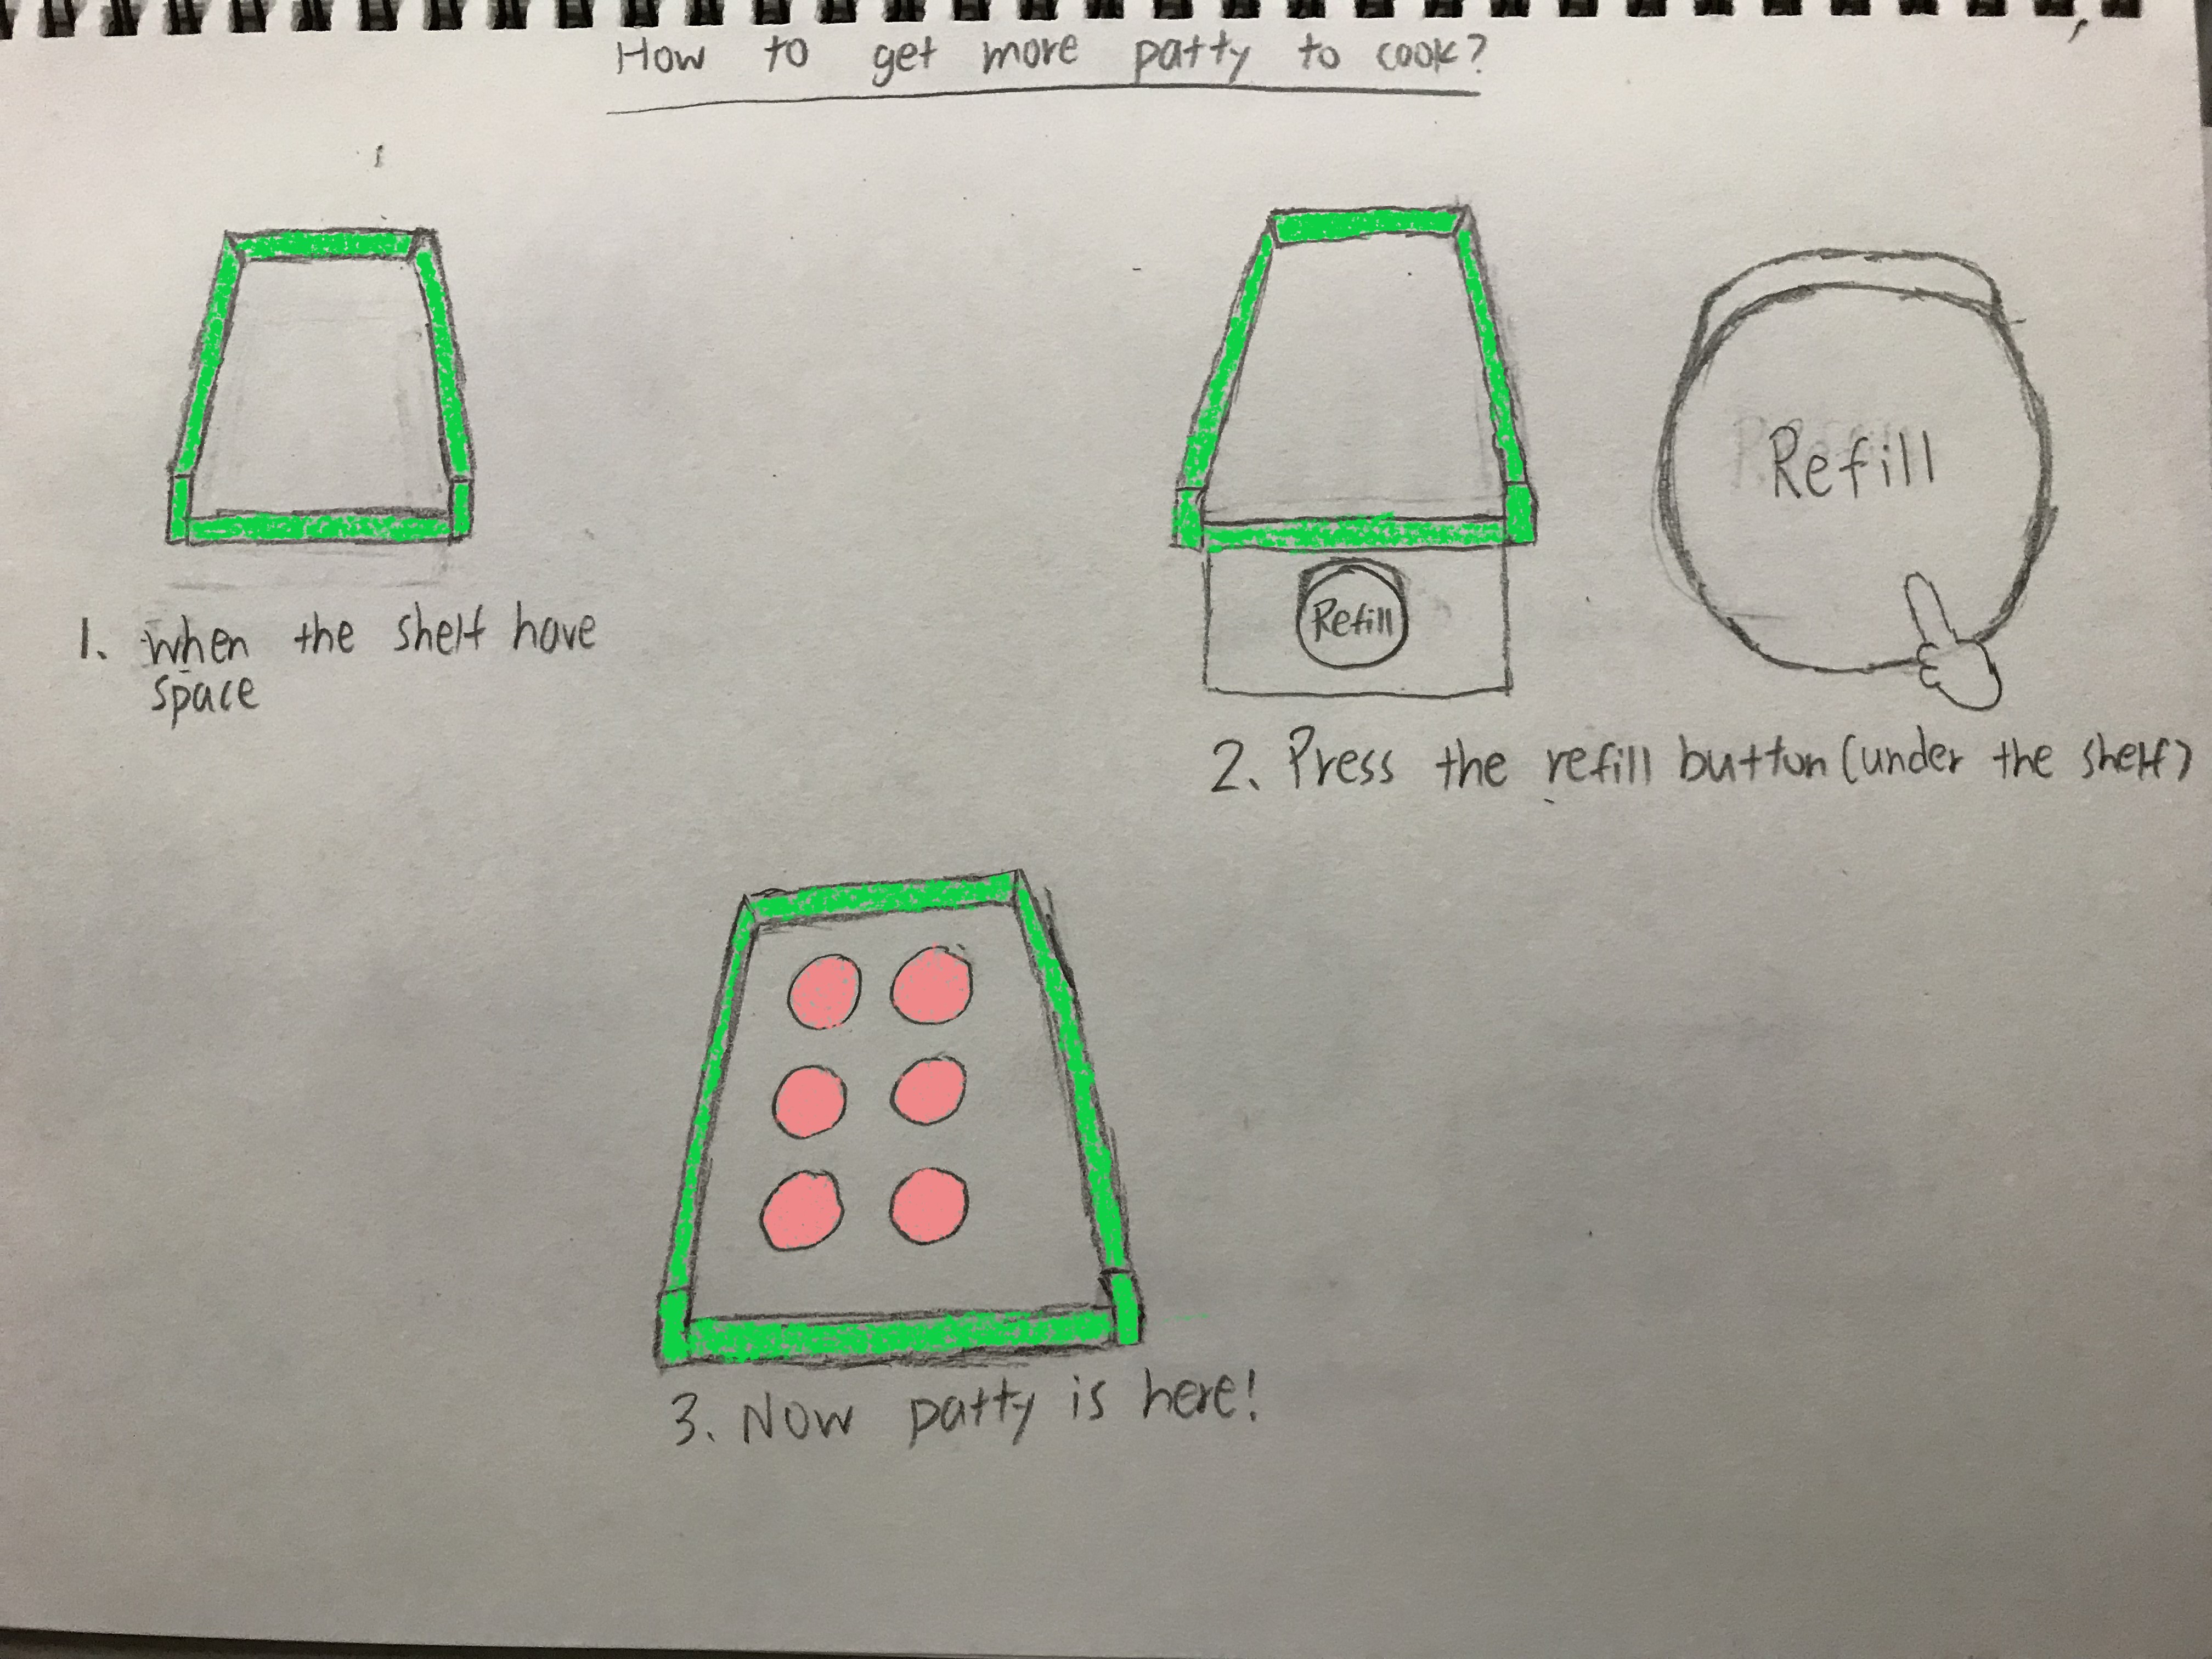 How to get more patty to cook?
1. when the shelf have
space
Refill
Refill
2. Press the refill button (under the shelf)
3. Now patty is here!